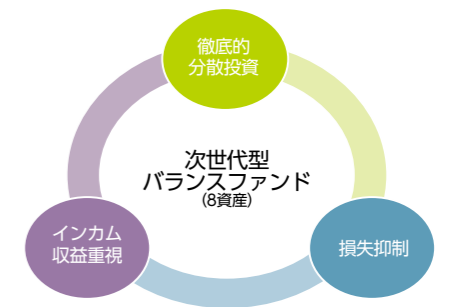 徹底的
分散投資
次世代型
バランスファンド
(8資産)
インカム
収益重視
損失抑制